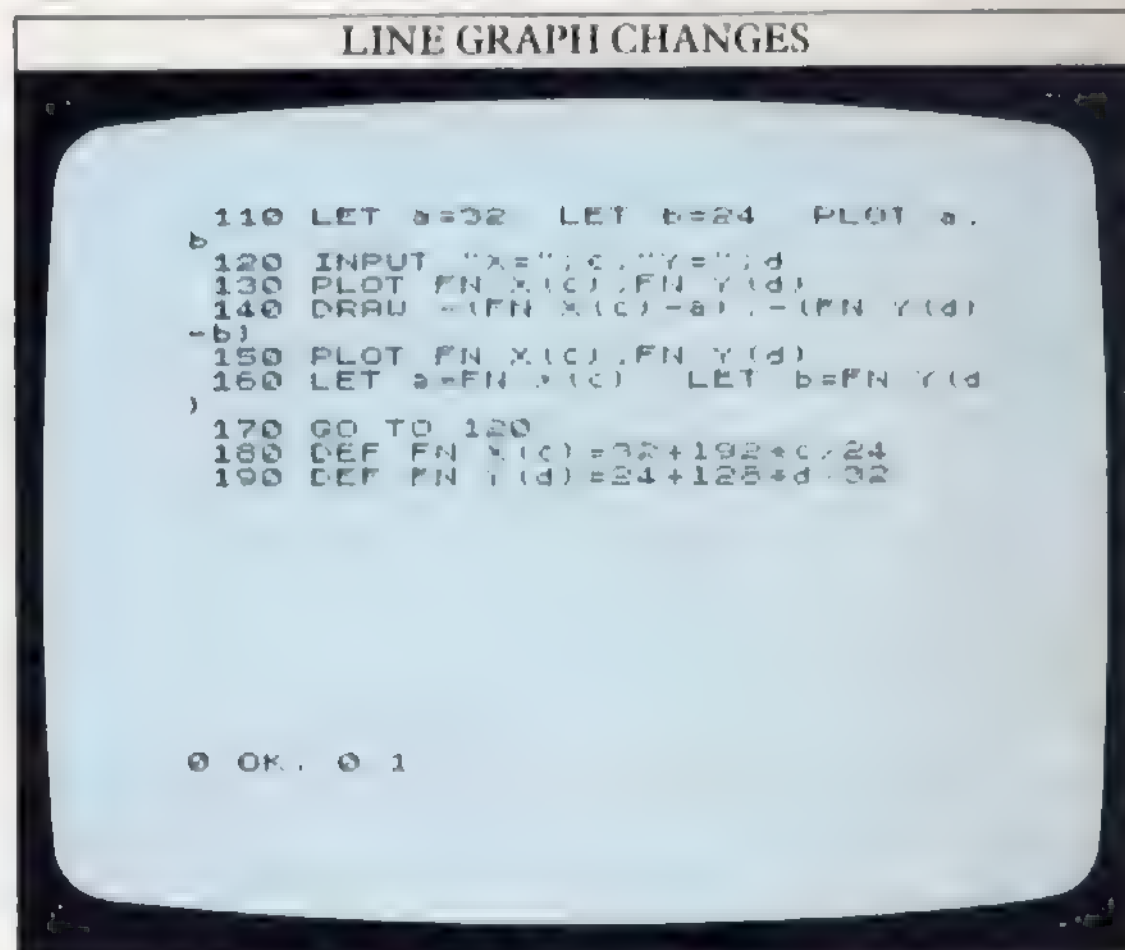 LINE GRAPH CHANGES
110 LET a=32  LET b=24  PLOT a,
b
120 INPUT "X=";c,"Y=";d
130 PLOT FN X(c),FN Y(d)
140 DRAW -(FN X(c)-a),-(FN Y(d)
-b)
150 PLOT FN X(c),FN Y(d)
160 LET a=FN X(c)  LET b=FN Y(d
)
170 GO TO 120
180 DEF FN X(c)=32+192*c/24
190 DEF FN Y(d)=24+128*d/32
0 OK, 0 1